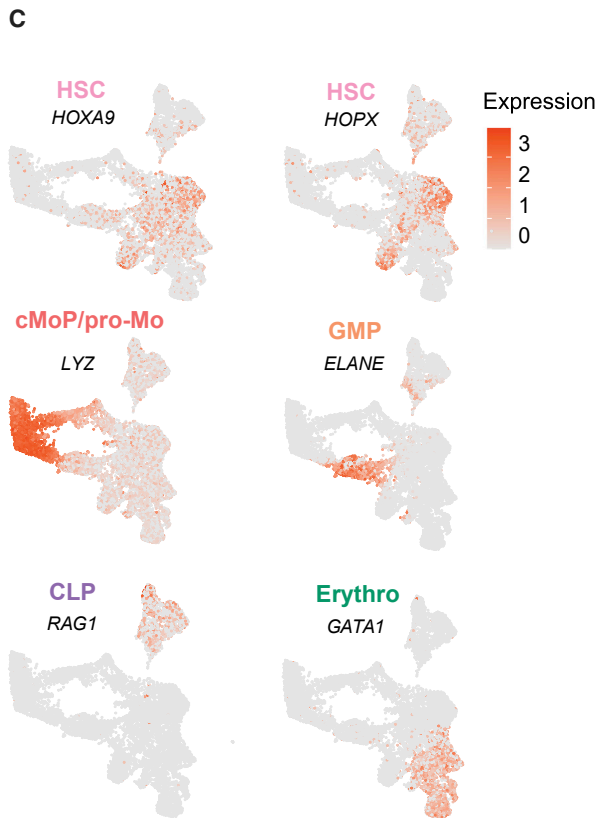 C
HSC
HOXA9
HSC
HOPX
Expression
3
2
1
0
cMoP/pro-Mo
LYZ
GMP
ELANE
CLP
RAG1
Erythro
GATA1